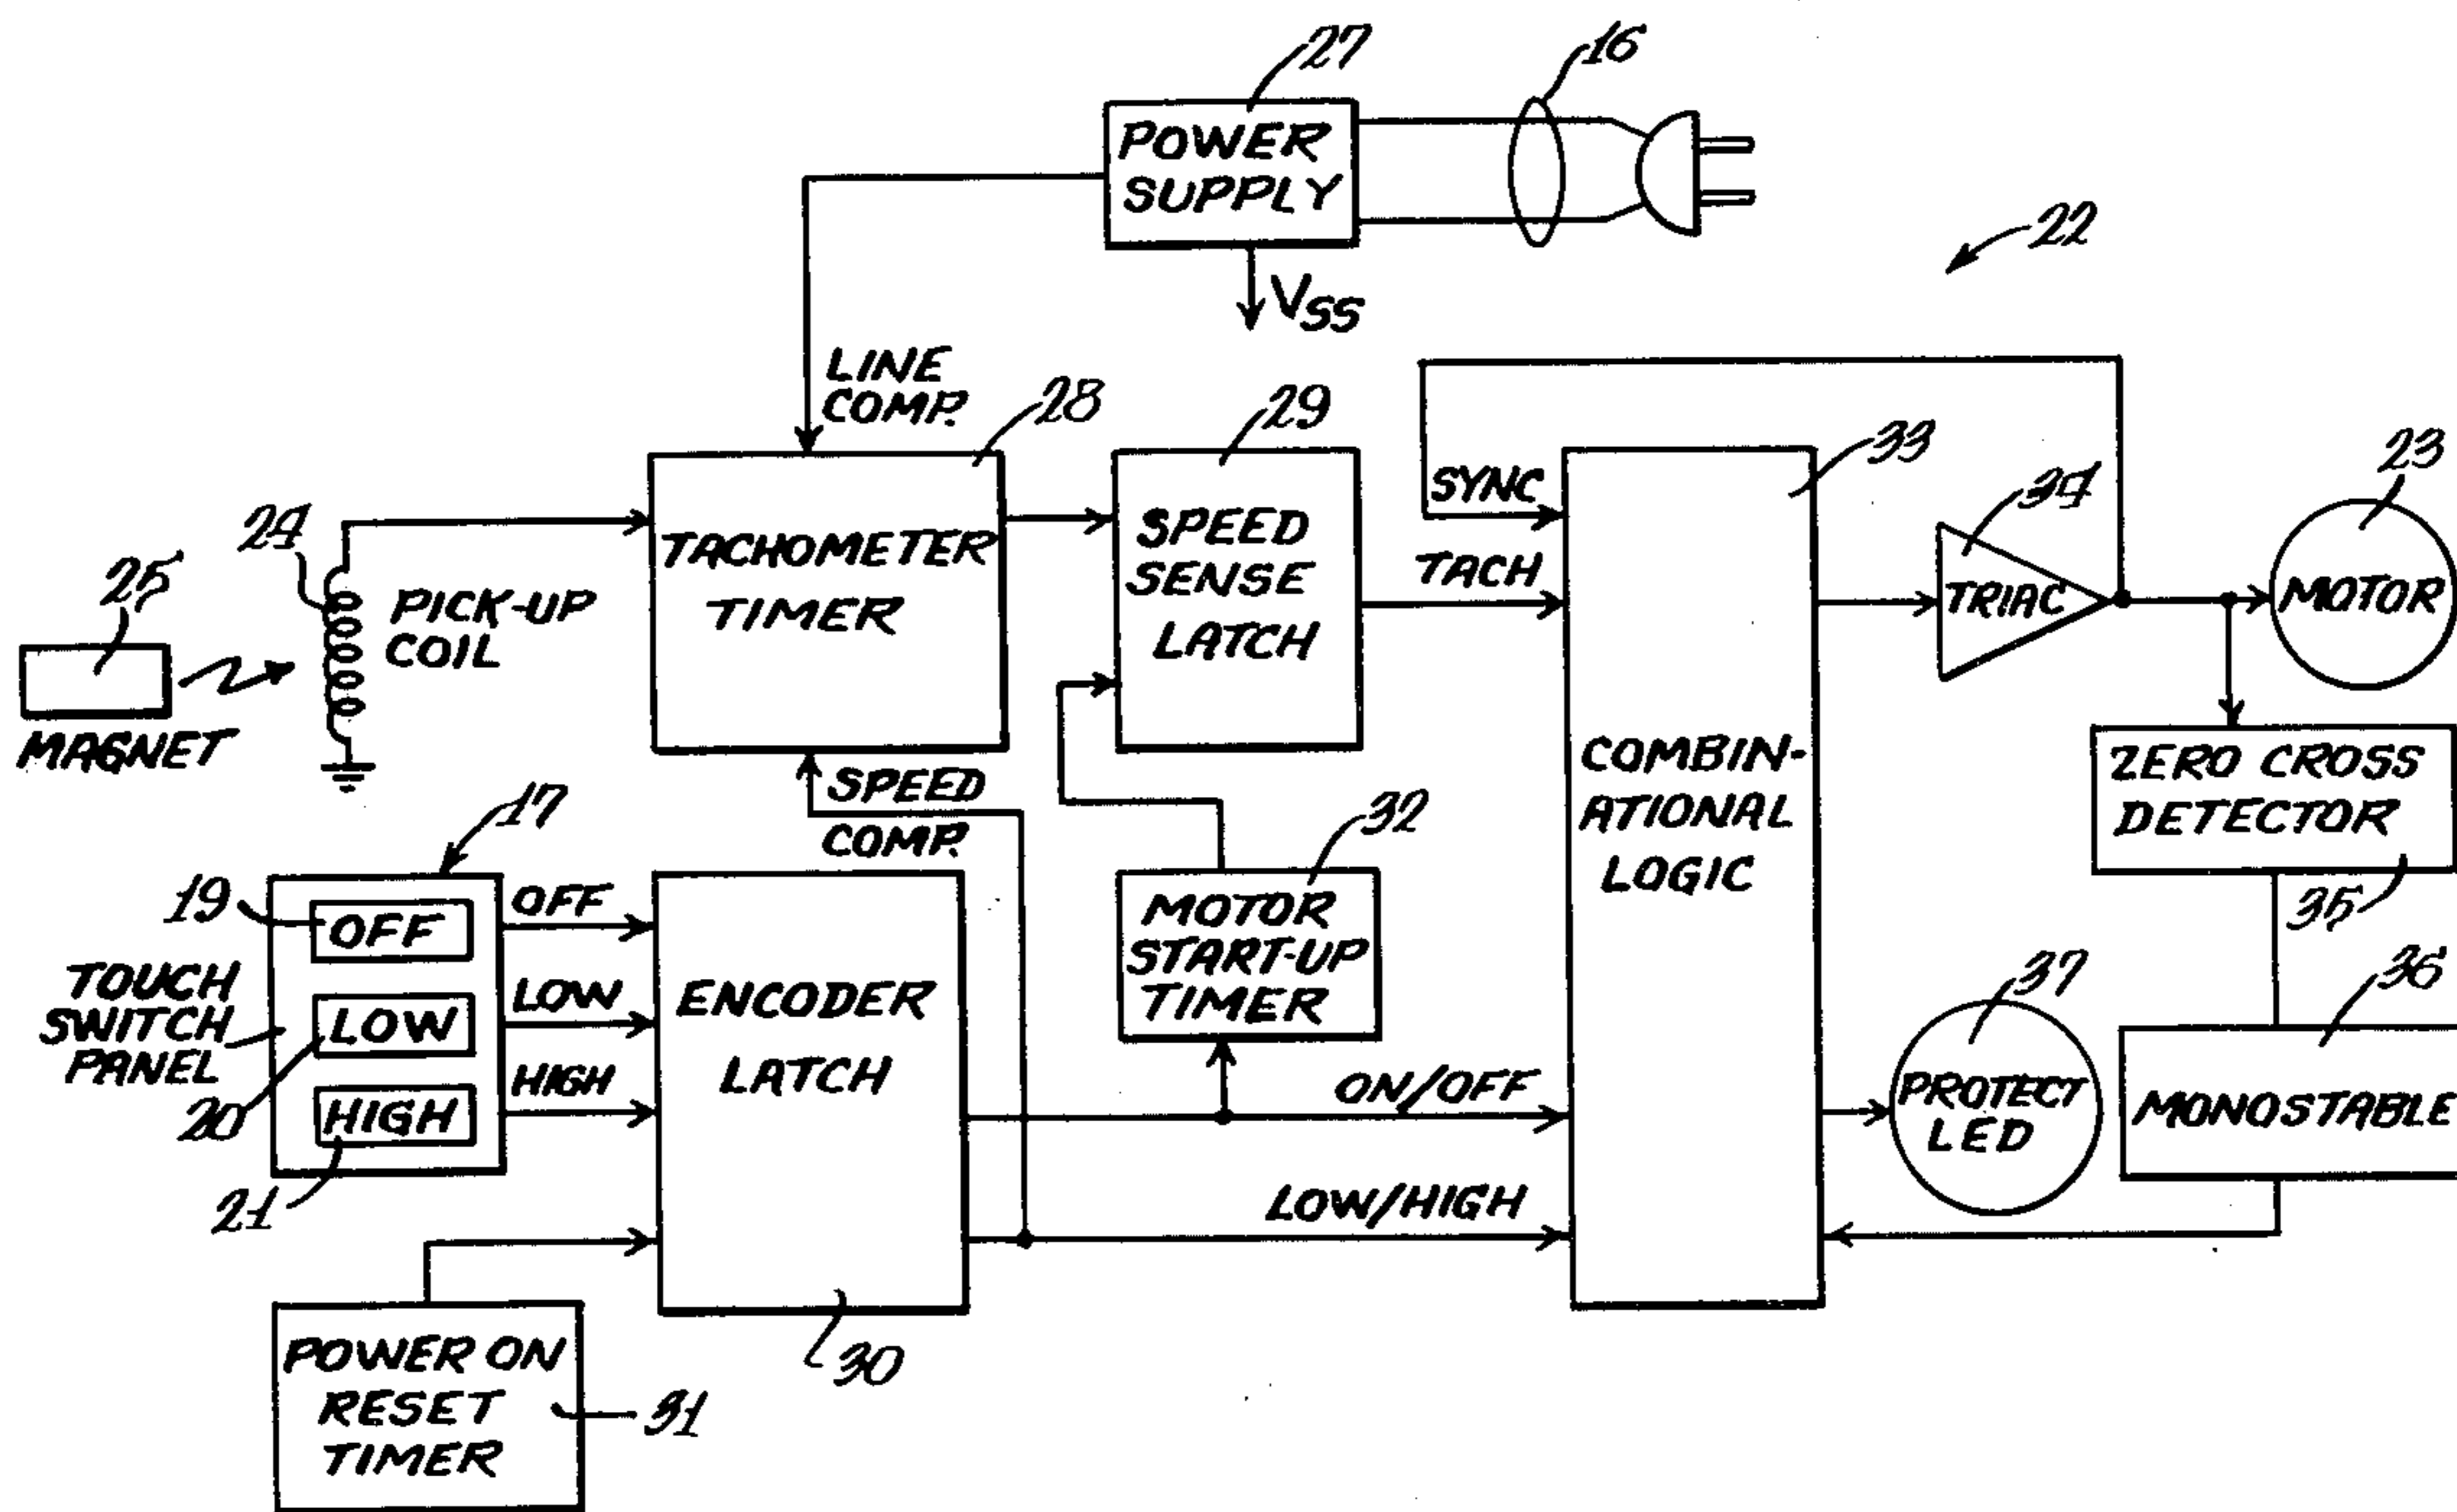 27
16
POWER
SUPPLY
22
VSS
LINE
COMP.
28
29
33
34
23
SYNC
TACH
24
25
PICK-UP
COIL
MAGNET
TACHOMETER
TIMER
SPEED
SENSE
LATCH
TRIAC
MOTOR
COMBIN-
ATIONAL
LOGIC
ZERO CROSS
DETECTOR
35
SPEED
COMP.
17
19
OFF
OFF
TOUCH
SWITCH
PANEL
LOW
LOW
20
HIGH
HIGH
21
ENCODER
LATCH
30
32
MOTOR
START-UP
TIMER
ON/OFF
LOW/HIGH
37
PROTECT
LED
36
MONOSTABLE
POWER ON
RESET
TIMER
31